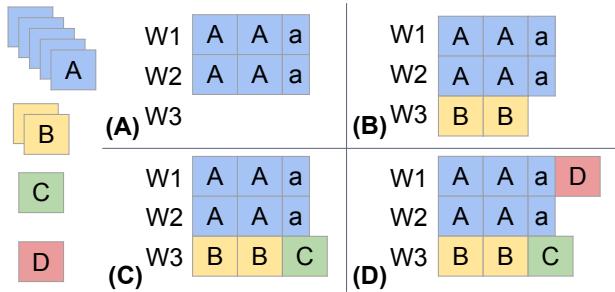 A
B
C
D
W1 A A a
W2 A A a
(A) W3
W1 A A a
W2 A A a
(B) W3 B B
W1 A A a
W2 A A a
(C) W3 B B C
W1 A A a D
W2 A A a
(D) W3 B B C